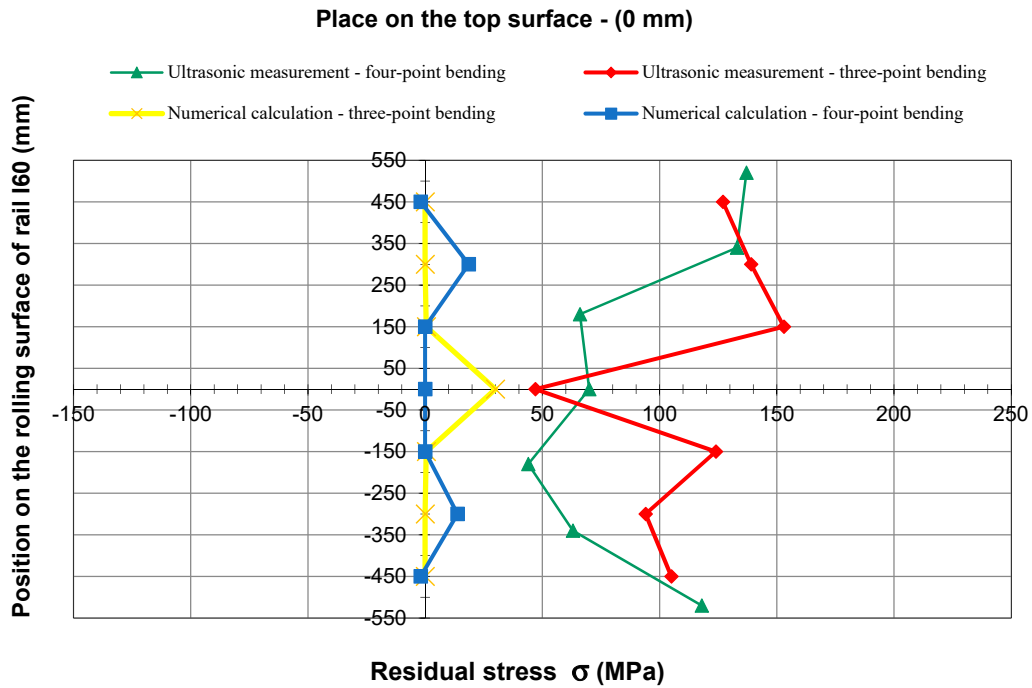 Place on the top surface - (0 mm)
Ultrasonic measurement - four-point bending
Ultrasonic measurement - three-point bending
Numerical calculation - three-point bending
Numerical calculation - four-point bending
Position on the rolling surface of rail I60 (mm)
550
450
350
250
150
50
-50
-150
-250
-350
-450
-550
-150 -100 -50 0 50 100 150 200 250
Residual stress σ (MPa)